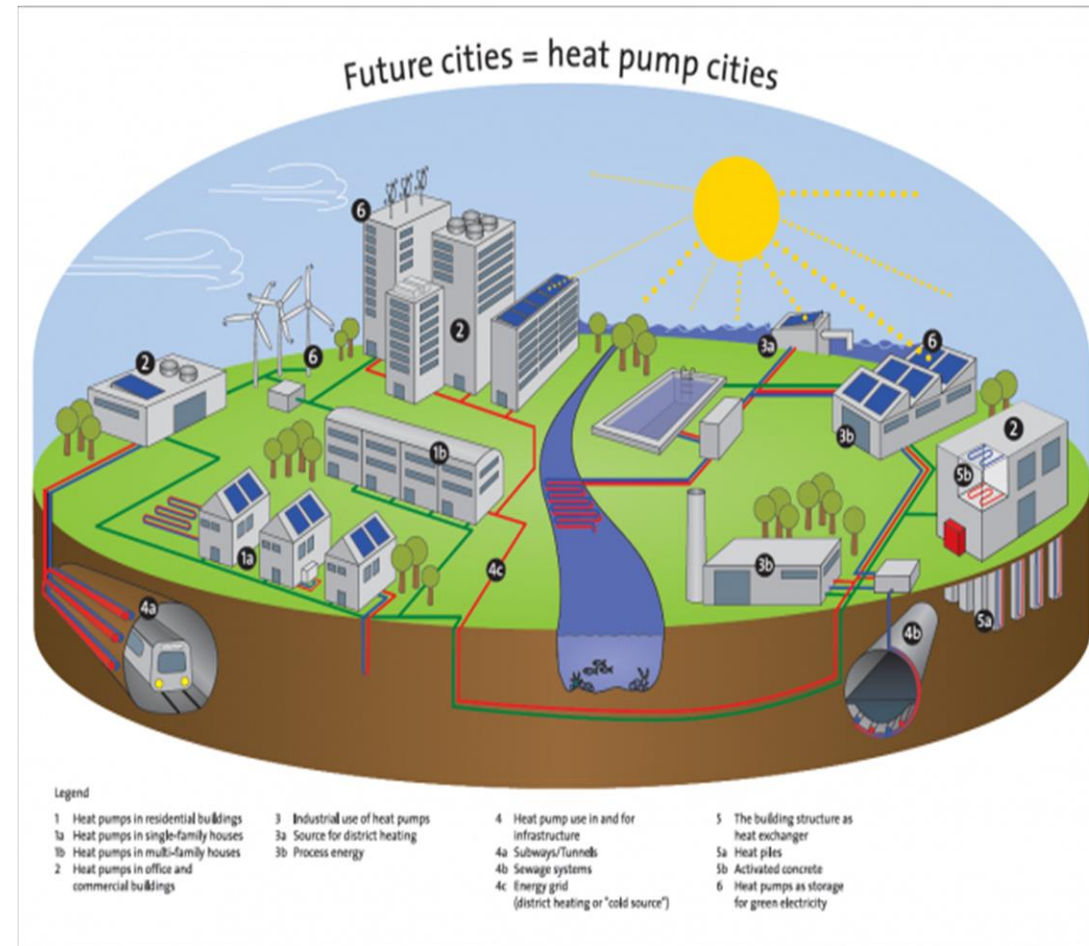 Future cities = heat pump cities
6
2
6
2
3a
6
3b
2
1b
5b
1a
4c
3b
4a
4b
5a
Legend
1 Heat pumps in residential buildings
1a Heat pumps in single-family houses
1b Heat pumps in multi-family houses
2 Heat pumps in office and
commercial buildings
3 Industrial use of heat pumps
3a Source for district heating
3b Process energy
4 Heat pump use in and for
infrastructure
4a Subways/Tunnels
4b Sewage systems
4c Energy grid
(district heating or "cold source")
5 The building structure as
heat exchanger
5a Heat piles
5b Activated concrete
6 Heat pumps as storage
for green electricity